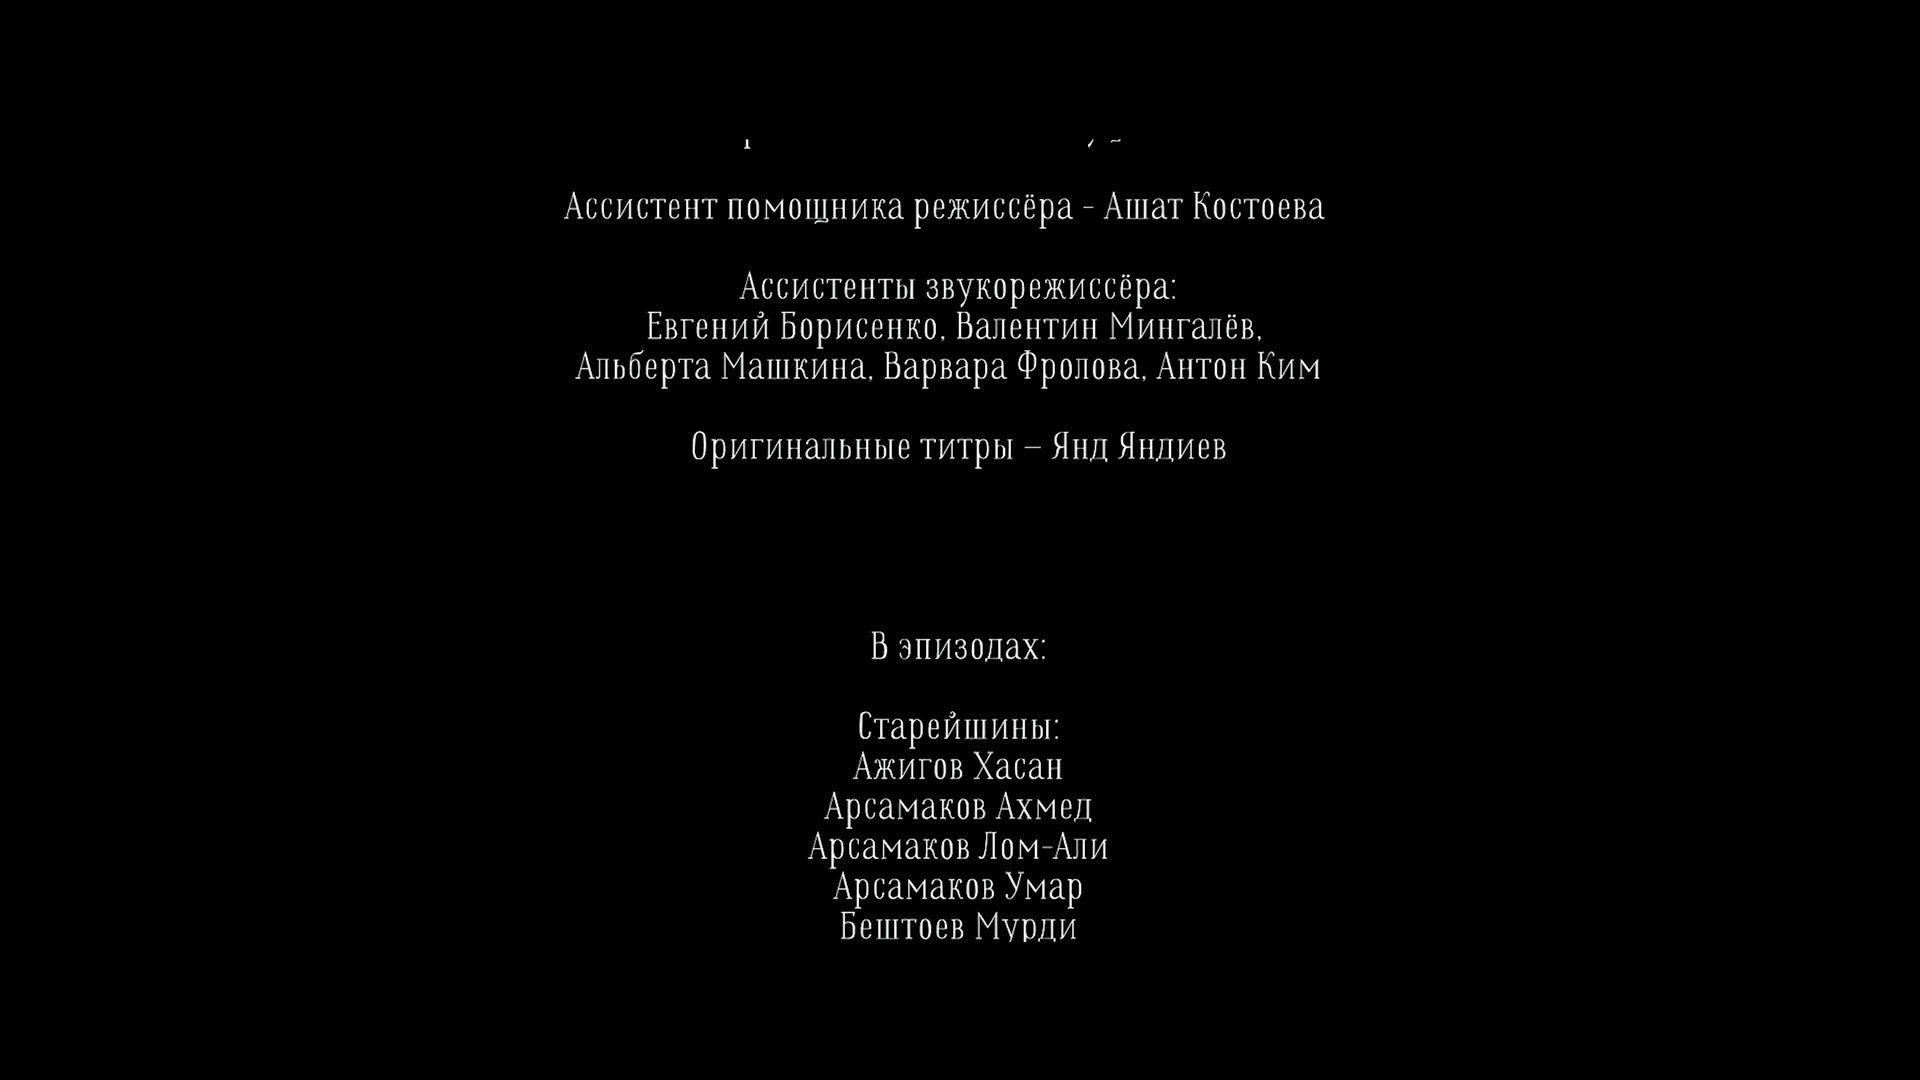 Ассистент помощника режиссёра - Ашат Костоева
Ассистенты звукорежиссёра:
Евгений Борисенко, Валентин Мингалёв,
Альберта Машкина, Варвара Фролова, Антон Ким
Оригинальные титры – Янд Яндиев
В эпизодах:
Старейшины:
Ажигов Хасан
Арсамаков Ахмед
Арсамаков Лом-Али
Арсамаков Умар
Бештоев Мурди